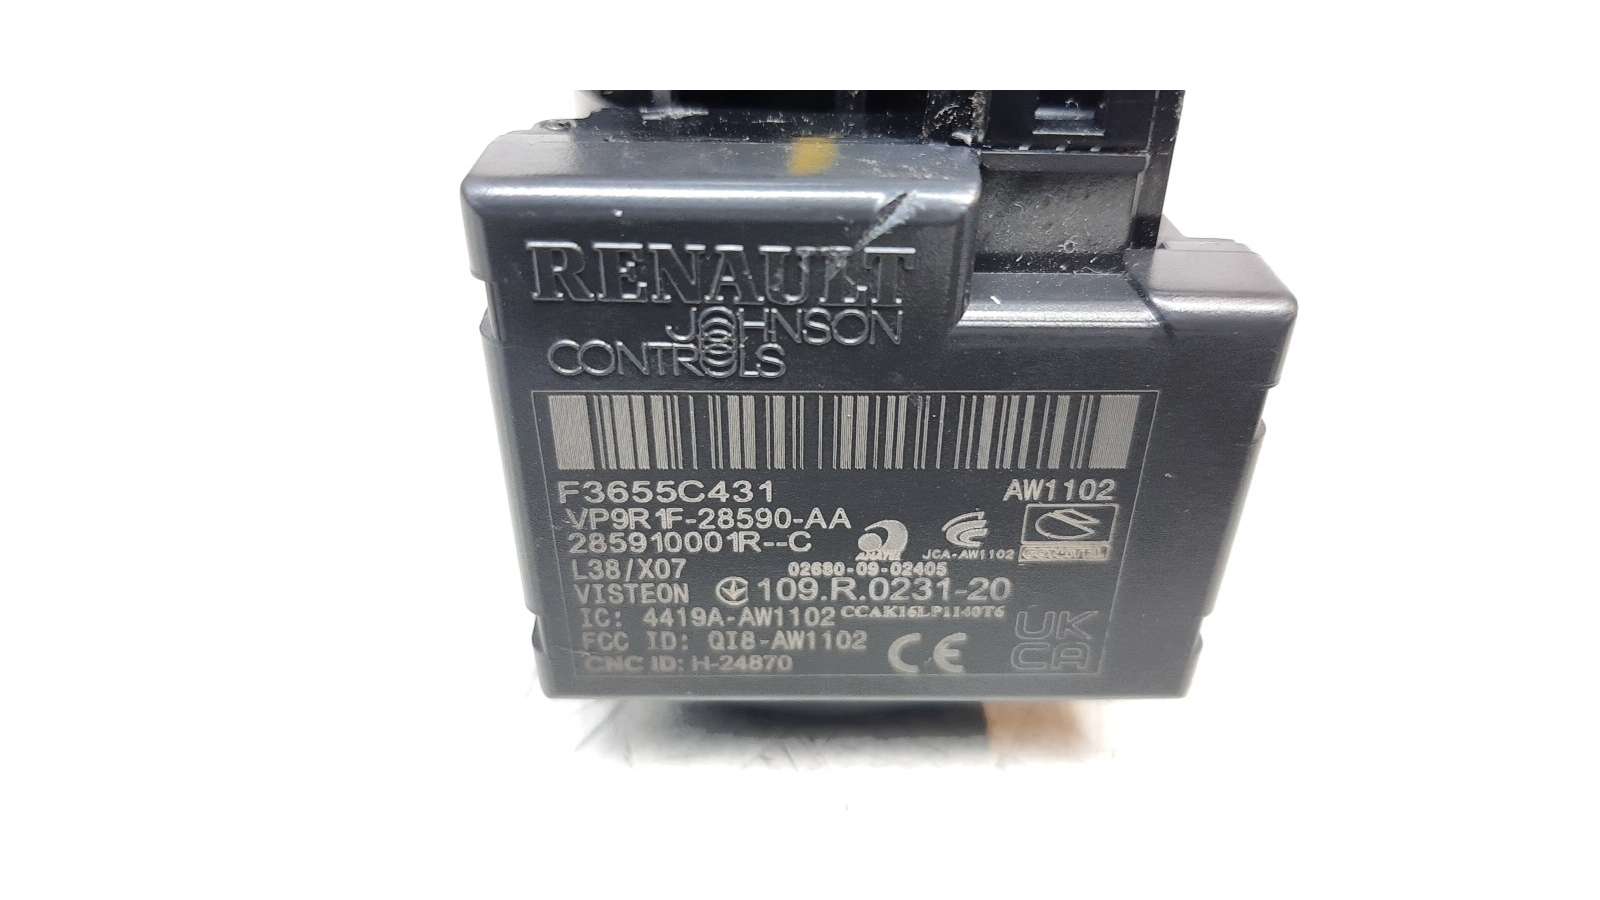 RENAULT
JOHNSON
CONTROLS
F3655C431 AW1102
VP9R1F-28590-AA
285910001R--C
JCA-AW1102
02680-09-02405
L38/X07
VISTEON 109.R.0231-20
IC: 4419A-AW1102 CCAK16LP1140T6
FCC ID: QI8-AW1102
CNC ID: H-24870
CE
UK
CA